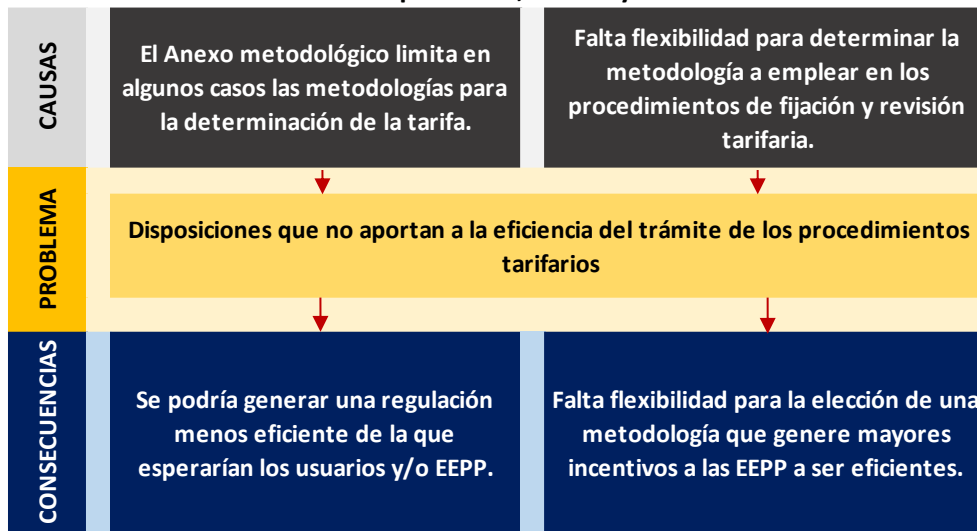 CAUSAS
El Anexo metodológico limita en
algunos casos las metodologías para
la determinación de la tarifa.
Falta flexibilidad para determinar la
metodología a emplear en los
procedimientos de fijación y revisión
tarifaria.
PROBLEMA
Disposiciones que no aportan a la eficiencia del trámite de los procedimientos
tarifarios
CONSECUENCIAS
Se podría generar una regulación
menos eficiente de la que
esperarían los usuarios y/o EEPP.
Falta flexibilidad para la elección de una
metodología que genere mayores
incentivos a las EEPP a ser eficientes.